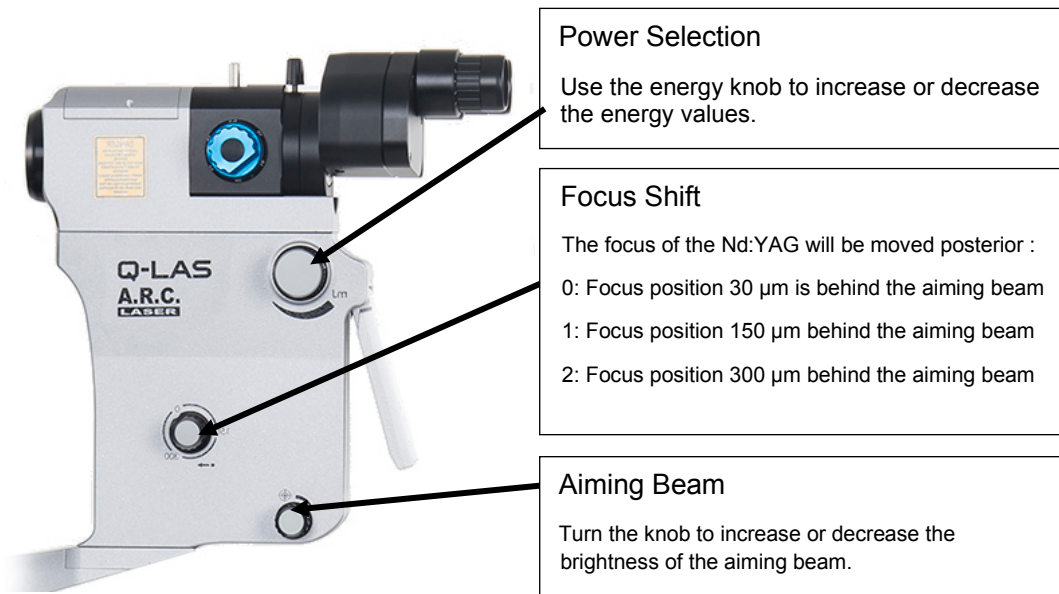 Power Selection
Use the energy knob to increase or decrease
the energy values.
Focus Shift
The focus of the Nd:YAG will be moved posterior :
0: Focus position 30 µm is behind the aiming beam
1: Focus position 150 µm behind the aiming beam
2: Focus position 300 µm behind the aiming beam
Aiming Beam
Turn the knob to increase or decrease the
brightness of the aiming beam.
Q-LAS
A.R.C.
LASER
mJ
0
300